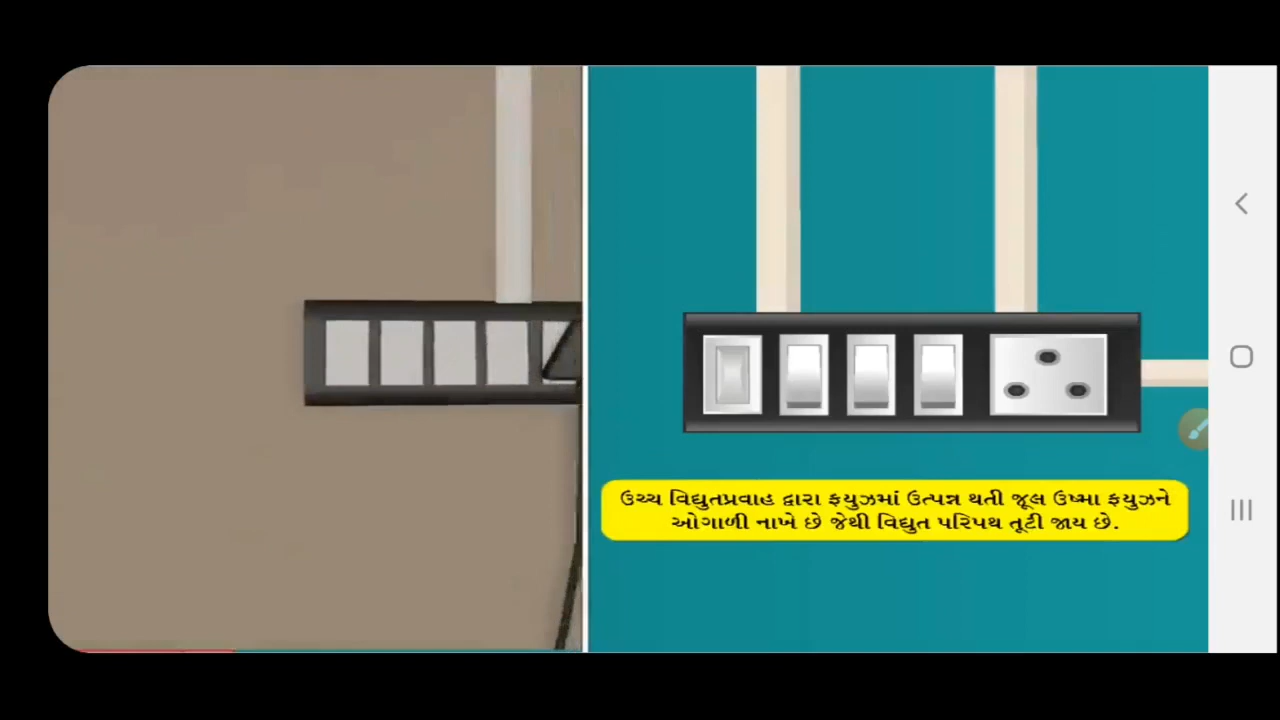 ઉચ્ચ વિદ્યુતપ્રવાહ દ્વારા ફયુઝમાં ઉત્પન્ન થતી જૂલ ઉષ્મા ફયુઝને
ઓગાળી નાખે છે જેથી વિદ્યુત પરિપથ તૂટી જાય છે.